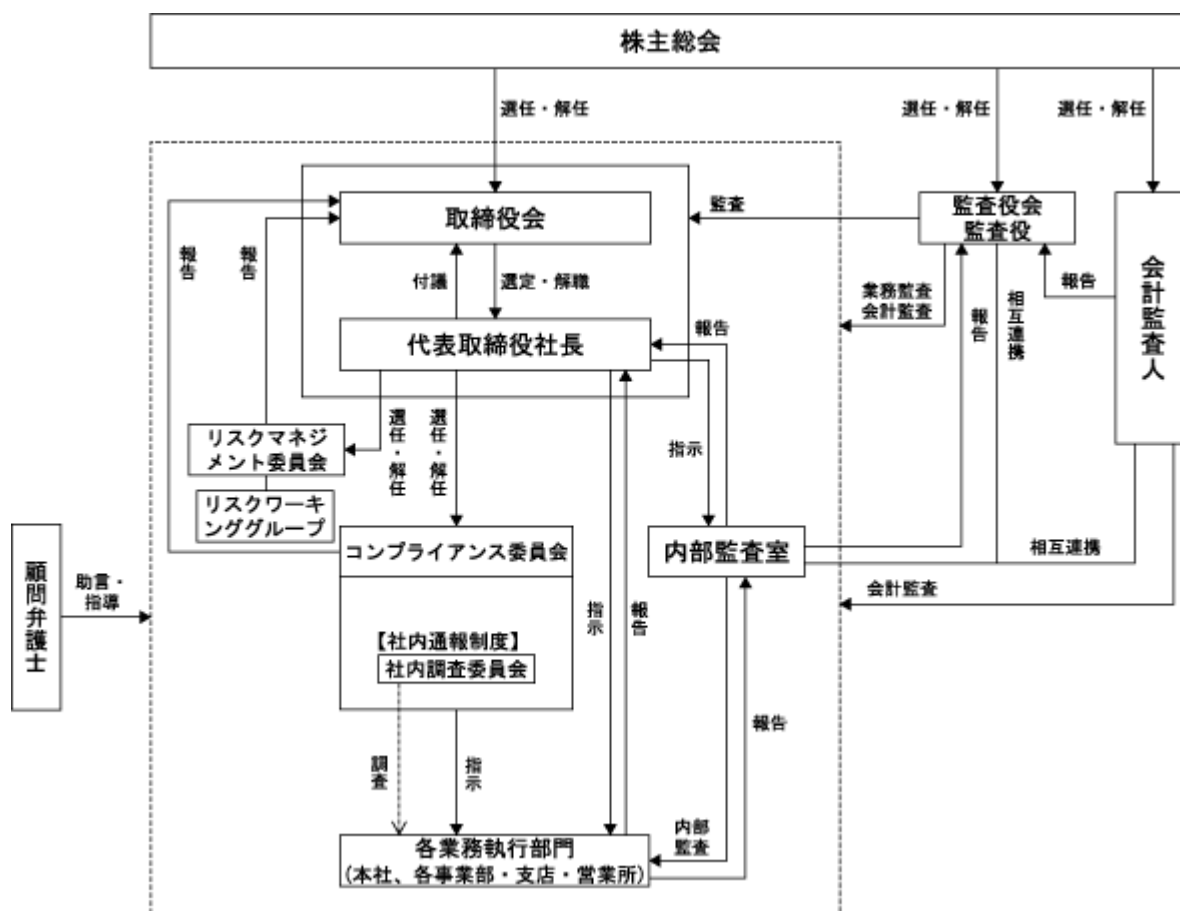 株主総会
選任・解任
選任・解任
選任・解任
取締役会
監査
監査役会
監査役
会計監査人
報告
報告
付議
選定・解職
業務監査
会計監査
報告
相互連携
報告
代表取締役社長
報告
選任・解任
選任・解任
指示
リスクマネジ
メント委員会
リスクワーキ
ンググループ
コンプライアンス委員会
内部監査室
相互連携
顧問弁護士
助言・
指導
会計監査
指示
報告
【社内通報制度】
社内調査委員会
報告
調査
指示
内部
監査
各業務執行部門
(本社、各事業部・支店・営業所)